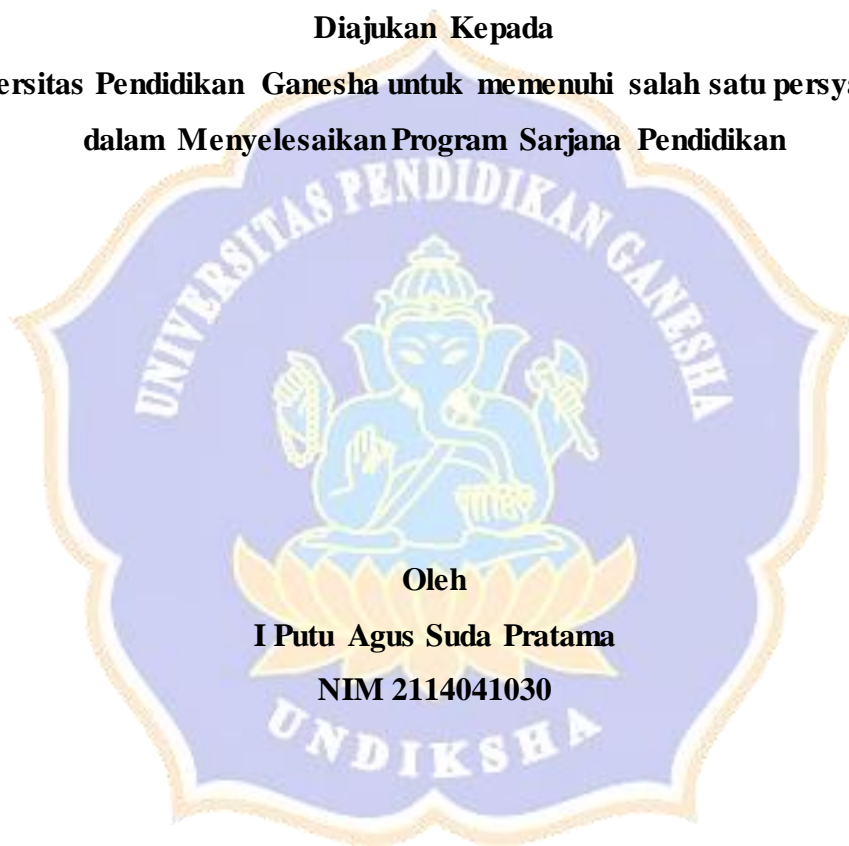 Diajukan Kepada
ersitas Pendidikan Ganesha untuk memenuhi salah satu persya
dalam Menyelesaikan Program Sarjana Pendidikan
UNIVERSITAS PENDIDIKAN GANESHA
Oleh
I Putu Agus Suda Pratama
NIM 2114041030
UNDIKSHA